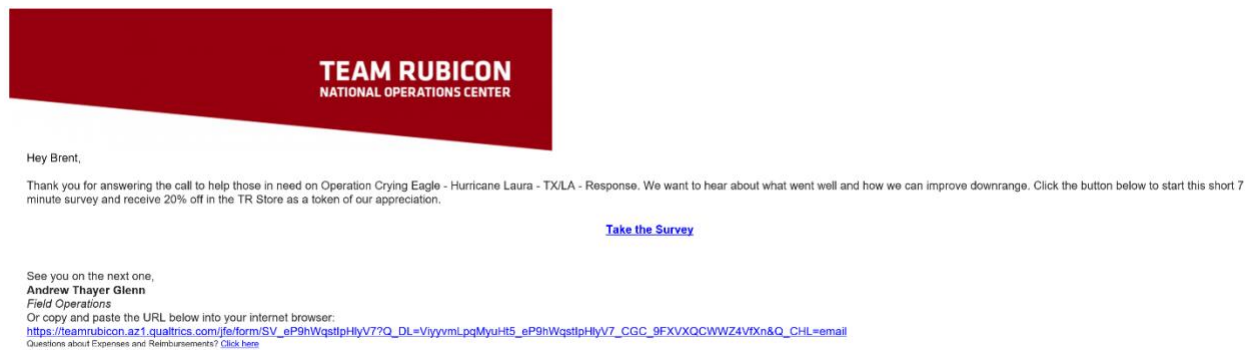 TEAM RUBICON
NATIONAL OPERATIONS CENTER
Hey Brent,
Thank you for answering the call to help those in need on Operation Crying Eagle - Hurricane Laura - TX/LA - Response. We want to hear about what went well and how we can improve downrange. Click the button below to start this short 7
minute survey and receive 20% off in the TR Store as a token of our appreciation.
Take the Survey
See you on the next one,
Andrew Thayer Glenn
Field Operations
Or copy and paste the URL below into your internet browser:
https://teamrubicon.az1.qualtrics.com/jfe/form/SV_eP9hWqstIpHlyV7?Q_DL=ViyyvmLpqMyuHt5_eP9hWqstIpHlyV7_CGC_9FXVXQCWWZ4VfXn&Q_CHL=email
Questions about Expenses and Reimbursements? Click here